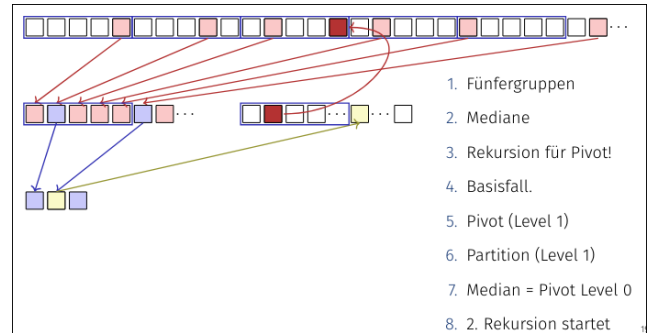 ...
...
...
...
1. Fünfergruppen
2. Mediane
3. Rekursion für Pivot!
4. Basisfall.
5. Pivot (Level 1)
6. Partition (Level 1)
7. Median = Pivot Level 0
8. 2. Rekursion startet